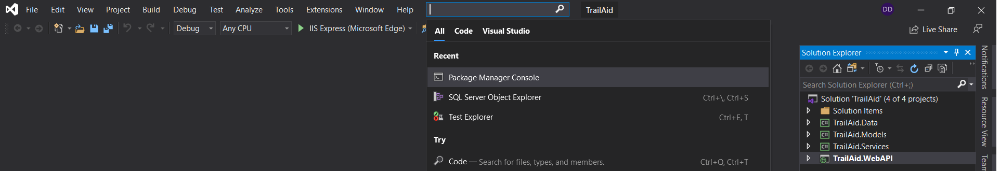 File Edit View Project Build Debug Test Analyze Tools Extensions Window Help TrailAid DD
Debug Any CPU IIS Express (Microsoft Edge) Live Share
All Code Visual Studio
Recent
Package Manager Console
SQL Server Object Explorer Ctrl+\, Ctrl+S
Test Explorer Ctrl+E, T
Try
Code — Search for files, types, and members. Ctrl+Q, Ctrl+T
Solution Explorer
Search Solution Explorer (Ctrl+;)
Solution 'TrailAid' (4 of 4 projects)
Solution Items
C# TrailAid.Data
C# TrailAid.Models
C# TrailAid.Services
TrailAid.WebAPI
Notifications
Resource View
Team